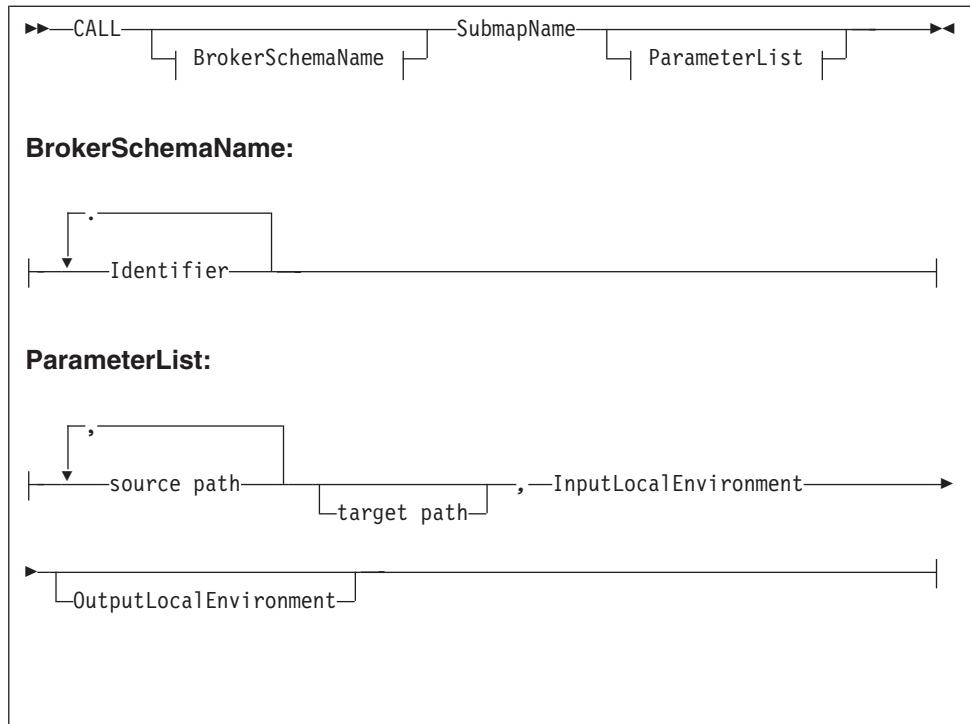 CALL SubmapName
BrokerSchemaName ParameterList
BrokerSchemaName:
.
Identifier
ParameterList:
,
source path , InputLocalEnvironment
target path
OutputLocalEnvironment